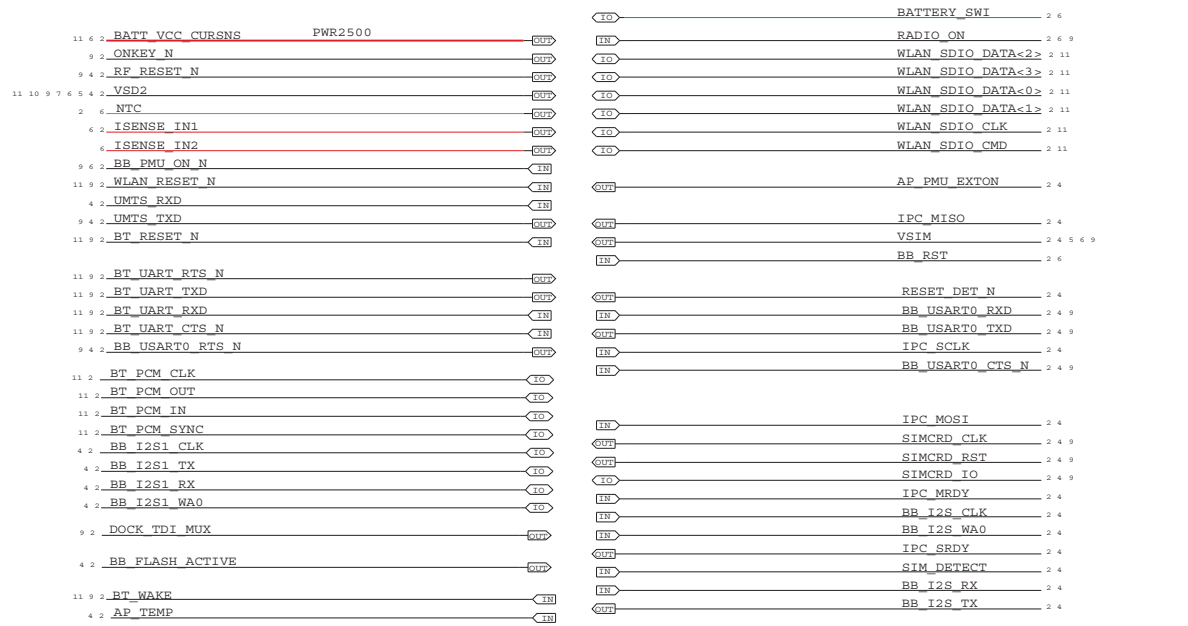 11 6 2 BATT_VCC_CURSNS PWR2500 OUT
9 2 ONKEY_N OUT
9 4 2 RF_RESET_N OUT
11 10 9 7 6 5 4 2 VSD2 OUT
2 6 NTC OUT
6 2 ISENSE_IN1 OUT
6 ISENSE_IN2 OUT
9 6 2 BB_PMU_ON_N IN
11 9 2 WLAN_RESET_N IN
4 2 UMTS_RXD IN
9 4 2 UMTS_TXD OUT
11 9 2 BT_RESET_N IN
11 9 2 BT_UART_RTS_N OUT
11 9 2 BT_UART_TXD OUT
11 9 2 BT_UART_RXD IN
11 9 2 BT_UART_CTS_N IN
9 4 2 BB_USART0_RTS_N OUT
11 2 BT_PCM_CLK IO
11 2 BT_PCM_OUT IO
11 2 BT_PCM_IN IO
11 2 BT_PCM_SYNC IO
4 2 BB_I2S1_CLK IO
4 2 BB_I2S1_TX IO
4 2 BB_I2S1_RX IO
4 2 BB_I2S1_WA0 IO
9 2 DOCK_TDI_MUX OUT
4 2 BB_FLASH_ACTIVE OUT
11 9 2 BT_WAKE IN
4 2 AP_TEMP IN
IO BATTERY_SWI 2 6
IN RADIO_ON 2 6 9
IO WLAN_SDIO_DATA<2> 2 11
IO WLAN_SDIO_DATA<3> 2 11
IO WLAN_SDIO_DATA<0> 2 11
IO WLAN_SDIO_DATA<1> 2 11
IO WLAN_SDIO_CLK 2 11
IO WLAN_SDIO_CMD 2 11
OUT AP_PMU_EXTON 2 4
OUT IPC_MISO 2 4
OUT VSIM 2 4 5 6 9
IN BB_RST 2 6
OUT RESET_DET_N 2 4
IN BB_USART0_RXD 2 4 9
OUT BB_USART0_TXD 2 4 9
IN IPC_SCLK 2 4
IN BB_USART0_CTS_N 2 4 9
IN IPC_MOSI 2 4
OUT SIMCRD_CLK 2 4 9
OUT SIMCRD_RST 2 4 9
IO SIMCRD_IO 2 4 9
IN IPC_MRDY 2 4
IN BB_I2S_CLK 2 4
IN BB_I2S_WA0 2 4
OUT IPC_SRDY 2 4
IN SIM_DETECT 2 4
IN BB_I2S_RX 2 4
OUT BB_I2S_TX 2 4